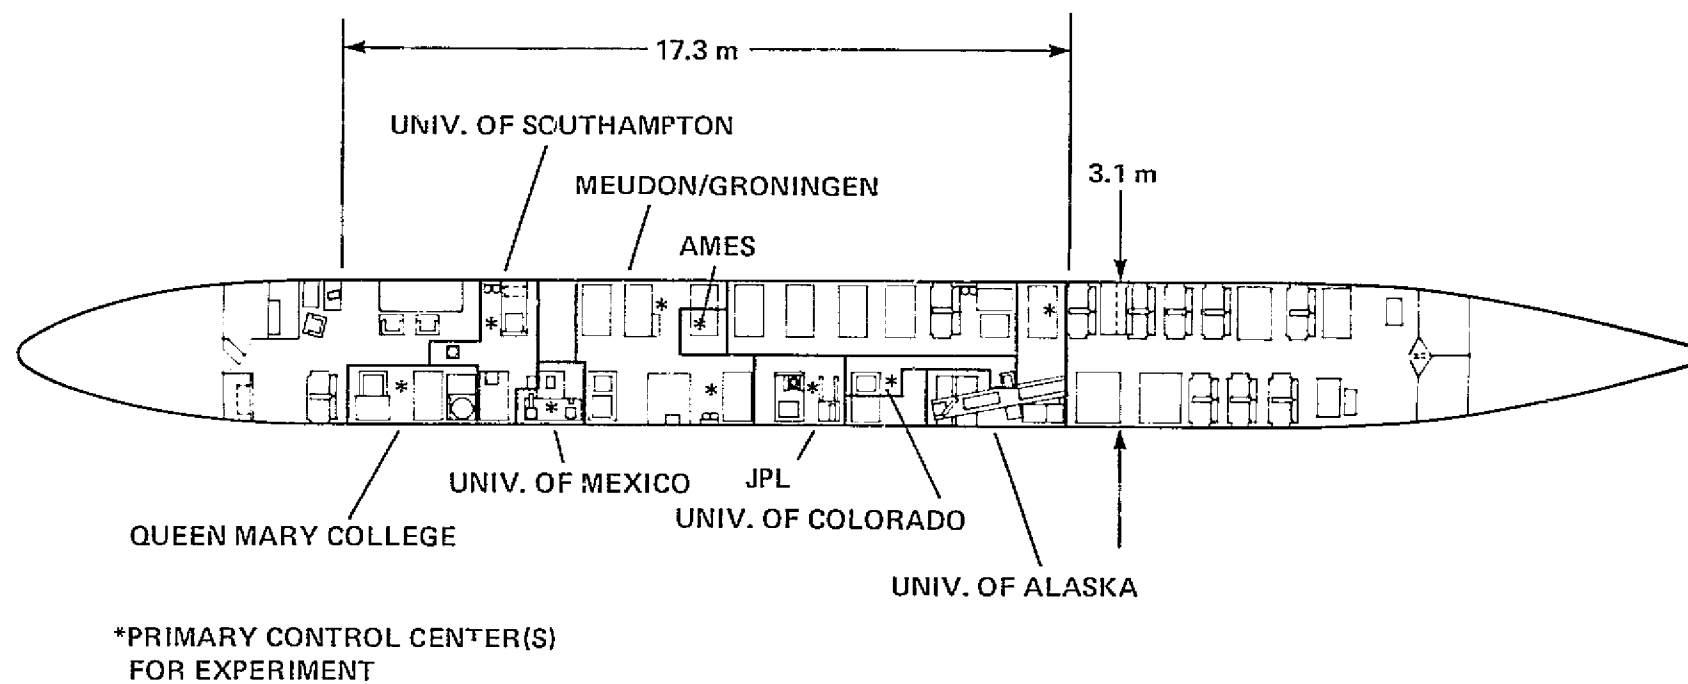 17.3 m
UNIV. OF SOUTHAMPTON
3.1 m
MEUDON/GRONINGEN
AMES
*
*
*
*
*
*
*
*
*
*
UNIV. OF MEXICO
JPL
UNIV. OF COLORADO
QUEEN MARY COLLEGE
UNIV. OF ALASKA
*PRIMARY CONTROL CENTER(S)
FOR EXPERIMENT